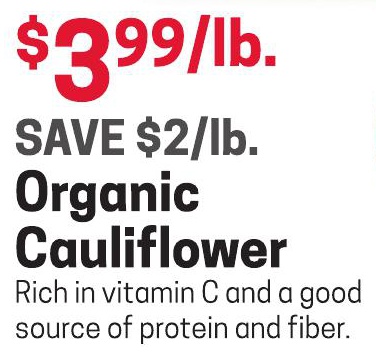 $3.99/lb.
SAVE $2/lb.
Organic
Cauliflower
Rich in vitamin C and a good
source of protein and fiber.